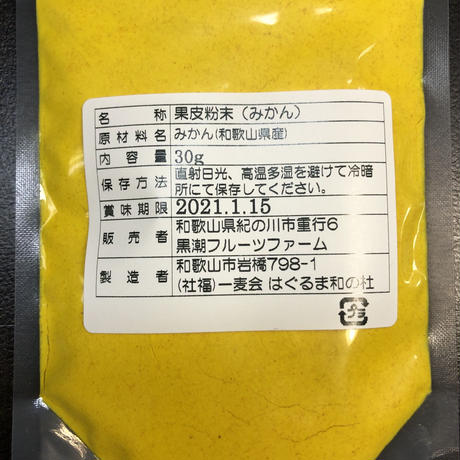 名称 果皮粉末（みかん）
原材料名 みかん(和歌山県産)
内容量 30g
保存方法 直射日光、高温多湿を避けて冷暗
所にて保存してください。
賞味期限 2021.1.15
販売者 和歌山県紀の川市重行6
黒潮フルーツファーム
製造者 和歌山市岩橋798-1
(社福)一麦会 はぐるま和の杜
プラ